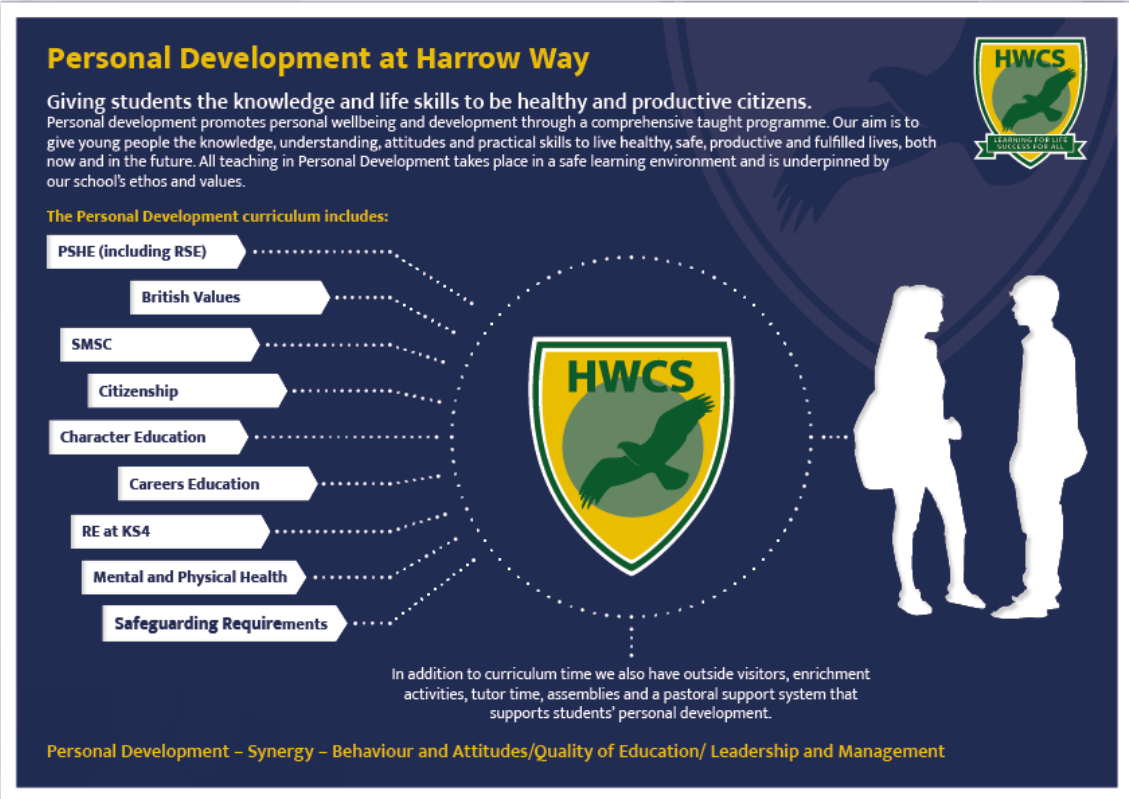 Personal Development at Harrow Way
HWCS
LEARNING FOR LIFE
SUCCESS FOR ALL
Giving students the knowledge and life skills to be healthy and productive citizens.
Personal development promotes personal wellbeing and development through a comprehensive taught programme. Our aim is to
give young people the knowledge, understanding, attitudes and practical skills to live healthy, safe, productive and fulfilled lives, both
now and in the future. All teaching in Personal Development takes place in a safe learning environment and is underpinned by
our school's ethos and values.
The Personal Development curriculum includes:
PSHE (including RSE)
British Values
SMSC
Citizenship
Character Education
Careers Education
RE at KS4
Mental and Physical Health
Safeguarding Requirements
HWCS
In addition to curriculum time we also have outside visitors, enrichment
activities, tutor time, assemblies and a pastoral support system that
supports students' personal development.
Personal Development – Synergy – Behaviour and Attitudes/Quality of Education/ Leadership and Management